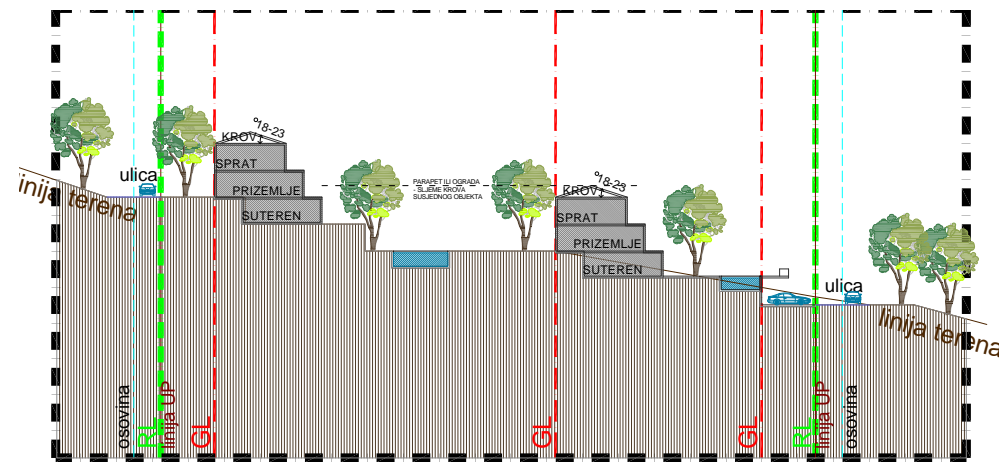 °18-23
KROV
SPRAT
PRIZEMLJE
SUTEREN
ulica
linija terena
PARAPET ILI OGRADA
- SLJEME KROVA
SUSJEDNOG OBJEKTA
°18-23
KROV
SPRAT
PRIZEMLJE
SUTEREN
ulica
linija terena
osovina
RL
linija UP
GL
GL
GL
RL
linija UP
osovina